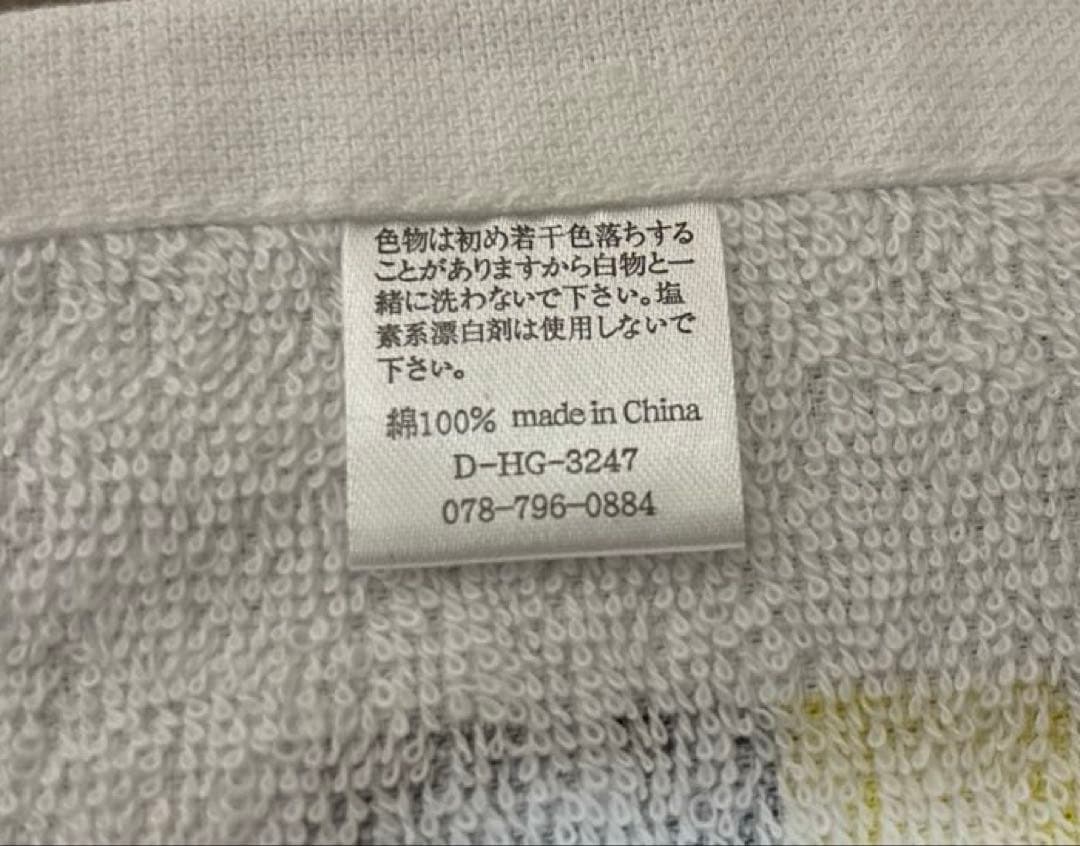 色物は初め若干色落ちする
ことがありますから白物と一
緒に洗わないで下さい。塩
素系漂白剤は使用しないで
下さい。
綿100% made in China
D-HG-3247
078-796-0884